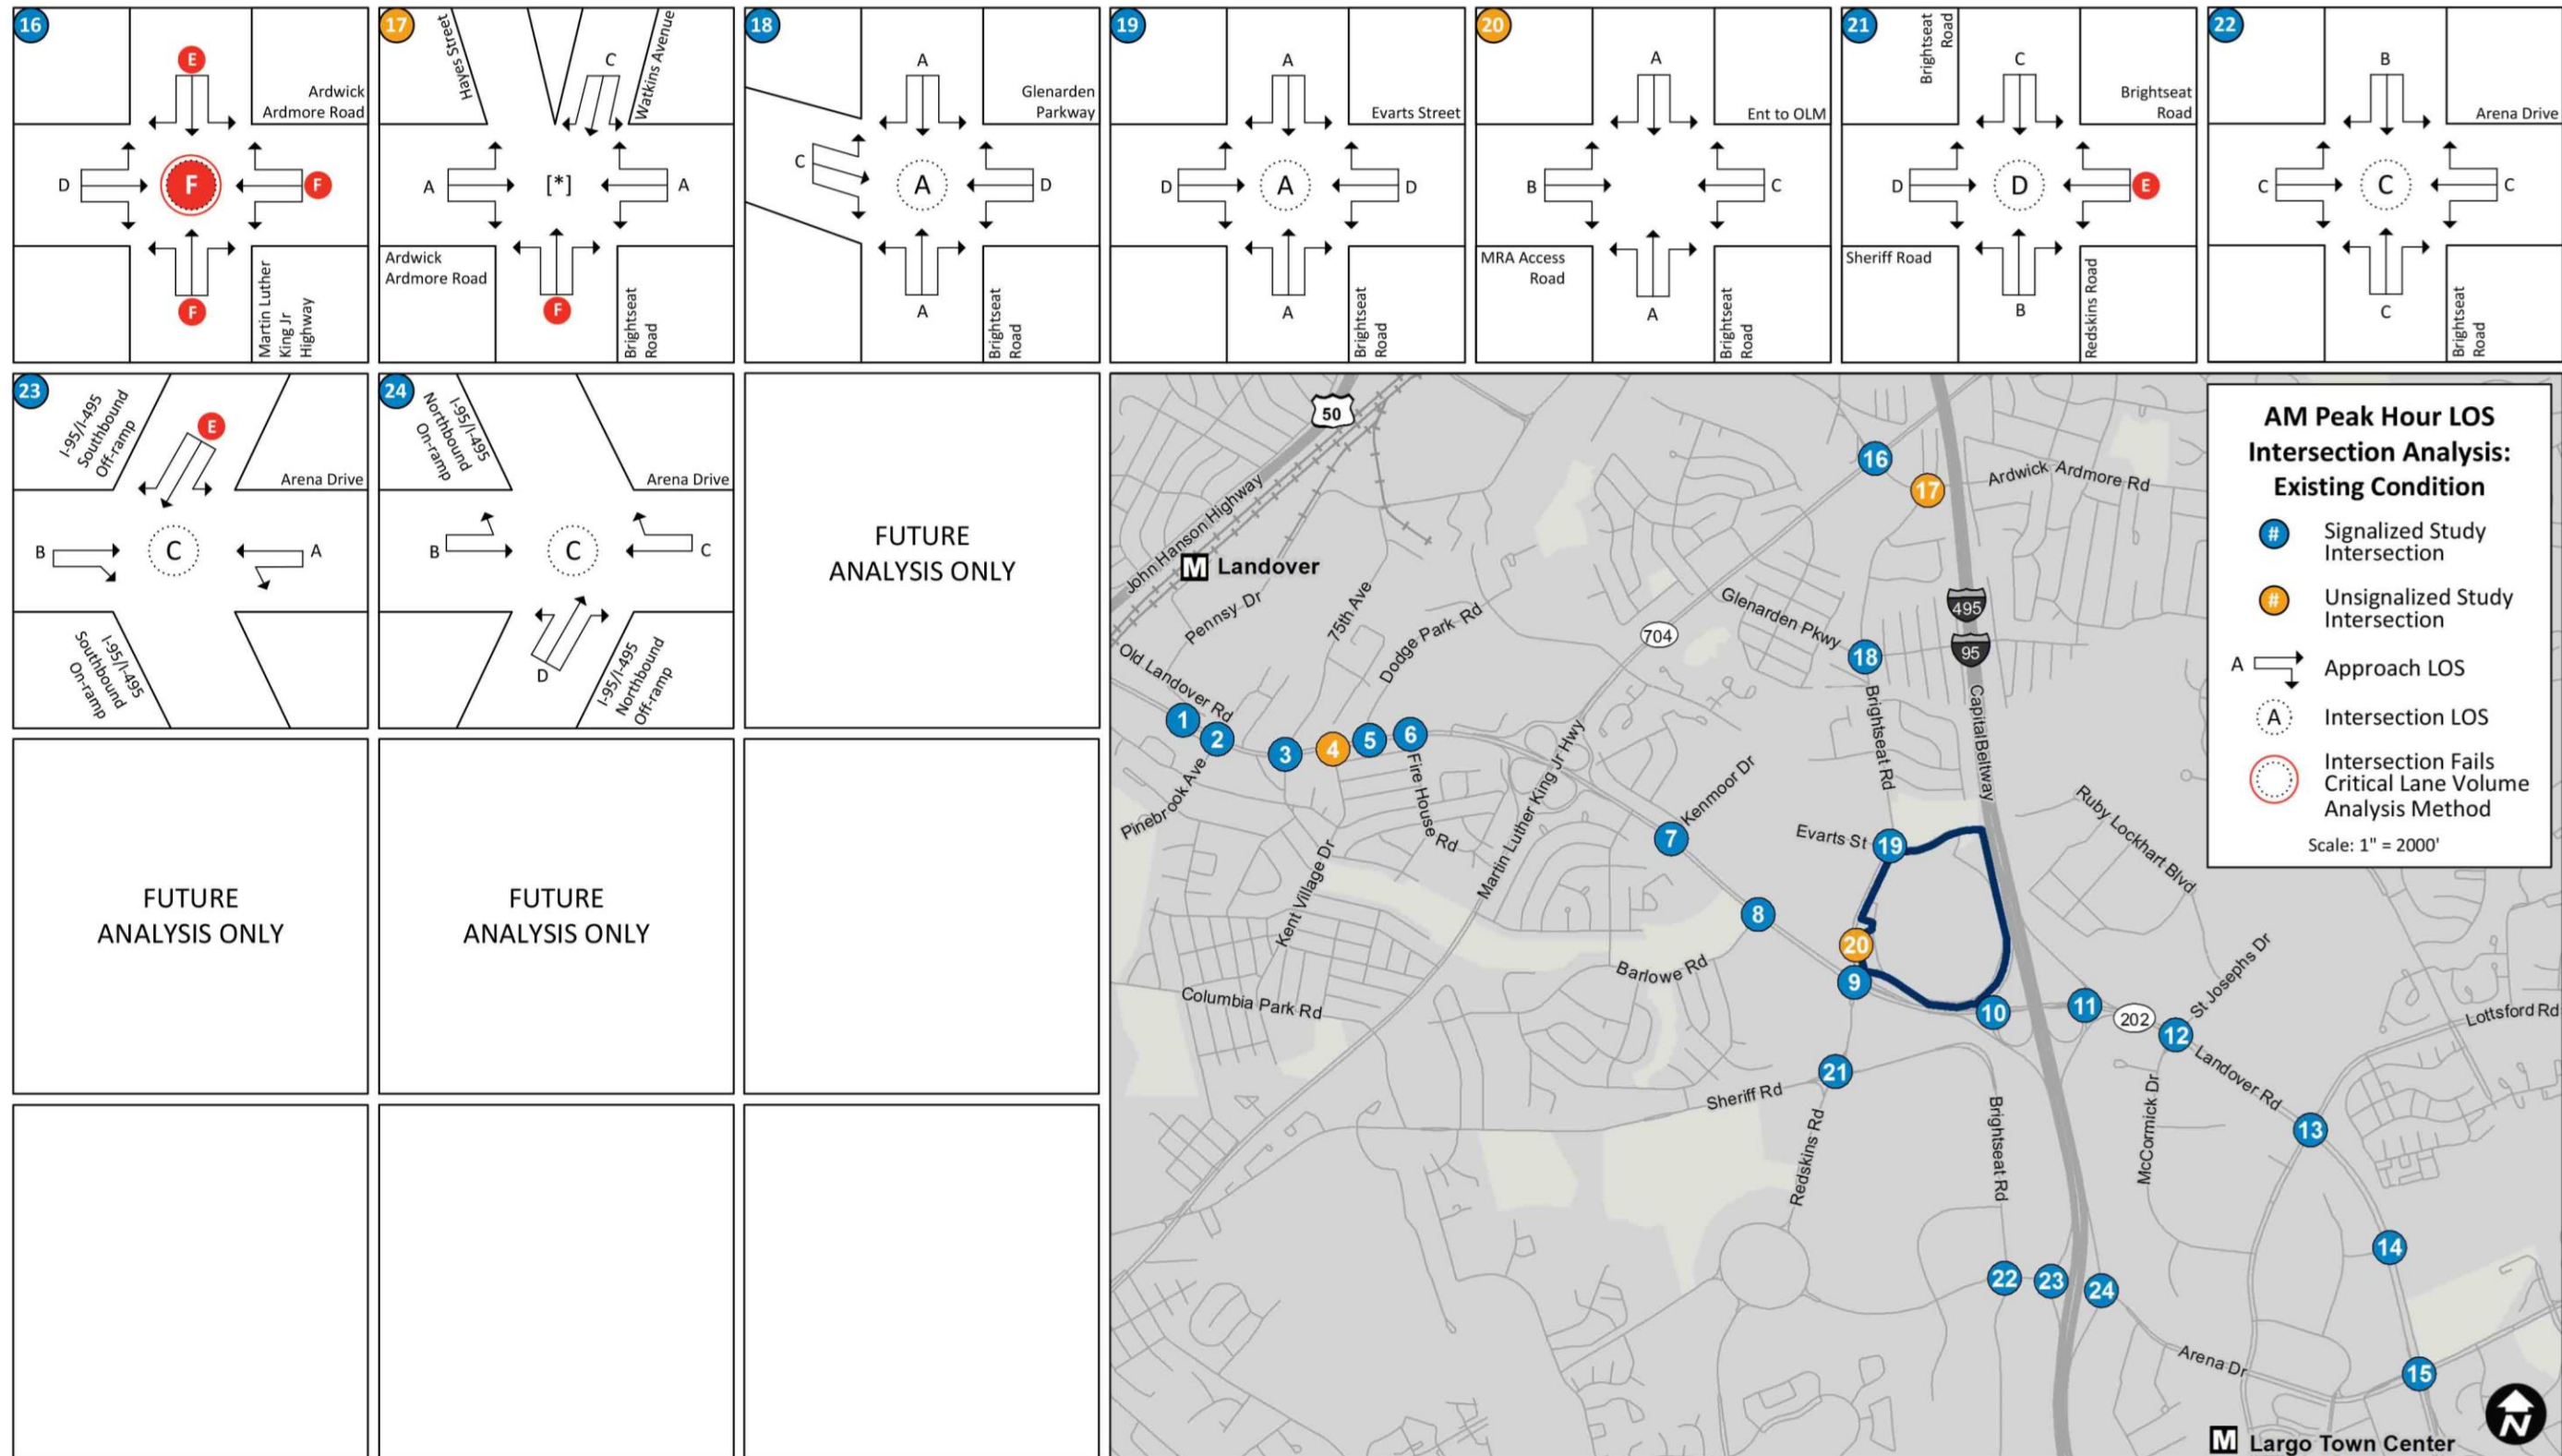 16
E
Ardwick
Ardmore Road
D
F
F
F
Martin Luther
King Jr
Highway
17
Hayes Street
C
Watkins Avenue
A
[*]
A
Ardwick
Ardmore Road
F
Brightseat
Road
18
A
Glenarden
Parkway
C
A
D
A
Brightseat
Road
19
A
Evarts Street
D
A
D
A
Brightseat
Road
20
A
Ent to OLM
B
C
MRA Access
Road
A
Brightseat
Road
21
Brightseat
Road
C
Brightseat
Road
D
D
E
Sheriff Road
B
Redskins Road
22
B
Arena Drive
C
C
C
C
Brightseat
Road
23
I-95/I-495
Southbound
Off-ramp
E
Arena Drive
B
C
A
I-95/I-495
Southbound
On-ramp
24
I-95/I-495
Northbound
On-ramp
Arena Drive
B
C
C
D
I-95/I-495
Northbound
Off-ramp
FUTURE
ANALYSIS ONLY
FUTURE
ANALYSIS ONLY
FUTURE
ANALYSIS ONLY
50
John Hanson Highway
M Landover
Pennsy Dr
75th Ave
Dodge Park Rd
Old Landover Rd
704
Glenarden Pkwy
16
17
Ardwick Ardmore Rd
495
95
18
Brightseat Rd
Capital Beltway
1
2
3
4
5
6
Pinebrook Ave
Fire House Rd
Kent Village Dr
Martin Luther King Jr Hwy
Kenmoor Dr
7
Evarts St
19
Ruby Lockhart Blvd
8
20
9
Barlowe Rd
Columbia Park Rd
10
11
202
12
St Josephs Dr
Lottsford Rd
Landover Rd
21
Sheriff Rd
Redskins Rd
Brightseat Rd
McCormick Dr
13
14
22
23
24
Arena Dr
15
M Largo Town Center
N
AM Peak Hour LOS
Intersection Analysis:
Existing Condition
# Signalized Study
Intersection
# Unsignalized Study
Intersection
A Approach LOS
A Intersection LOS
Intersection Fails
Critical Lane Volume
Analysis Method
Scale: 1" = 2000'